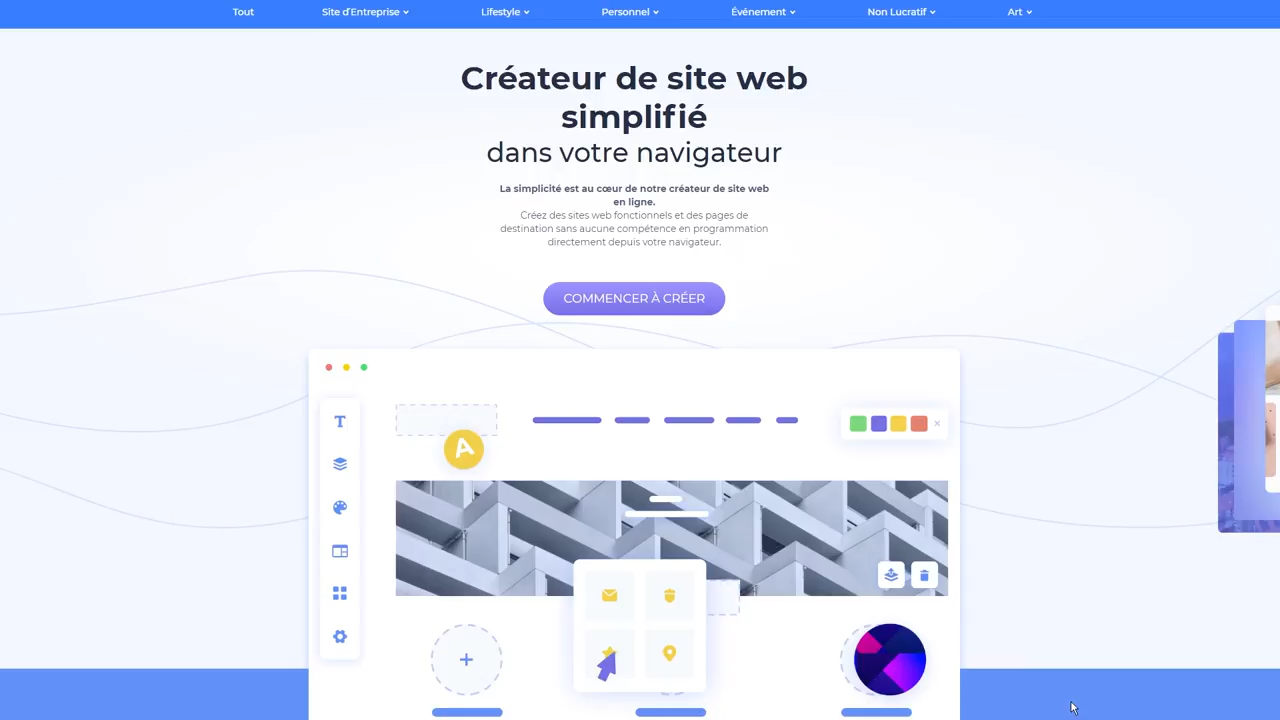 Tout Site d'Entreprise Lifestyle Personnel Événement Non Lucratif Art
Créateur de site web
simplifié
dans votre navigateur
La simplicité est au cœur de notre créateur de site web
en ligne.
Créez des sites web fonctionnels et des pages de
destination sans aucune compétence en programmation
directement depuis votre navigateur.
COMMENCER À CRÉER
T
A